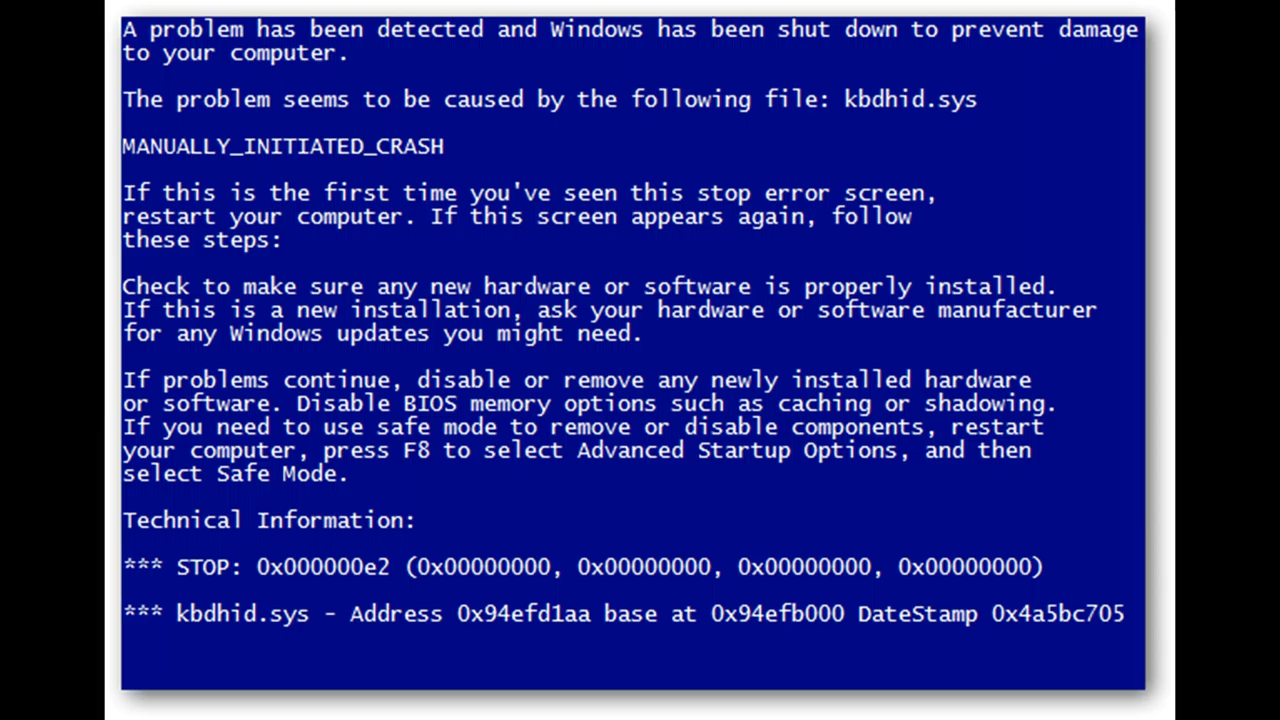 A problem has been detected and Windows has been shut down to prevent damage
to your computer.
The problem seems to be caused by the following file: kbdhid.sys
MANUALLY_INITIATED_CRASH
If this is the first time you've seen this stop error screen,
restart your computer. If this screen appears again, follow
these steps:
Check to make sure any new hardware or software is properly installed.
If this is a new installation, ask your hardware or software manufacturer
for any Windows updates you might need.
If problems continue, disable or remove any newly installed hardware
or software. Disable BIOS memory options such as caching or shadowing.
If you need to use safe mode to remove or disable components, restart
your computer, press F8 to select Advanced Startup Options, and then
select Safe Mode.
Technical Information:
*** STOP: 0x000000e2 (0x00000000, 0x00000000, 0x00000000, 0x00000000)
*** kbdhid.sys - Address 0x94efd1aa base at 0x94efb000 DateStamp 0x4a5bc705